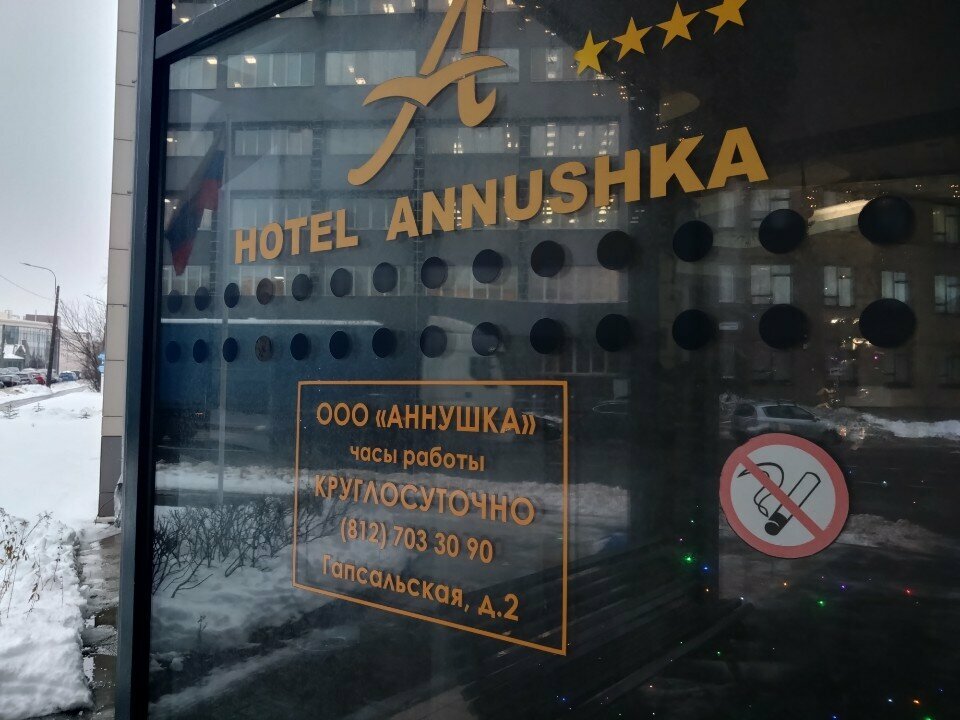 HOTEL ANNUSHKA
ООО «АННУШКА»
часы работы
КРУГЛОСУТОЧНО
(812) 703 30 90
Гапсальская, д.2